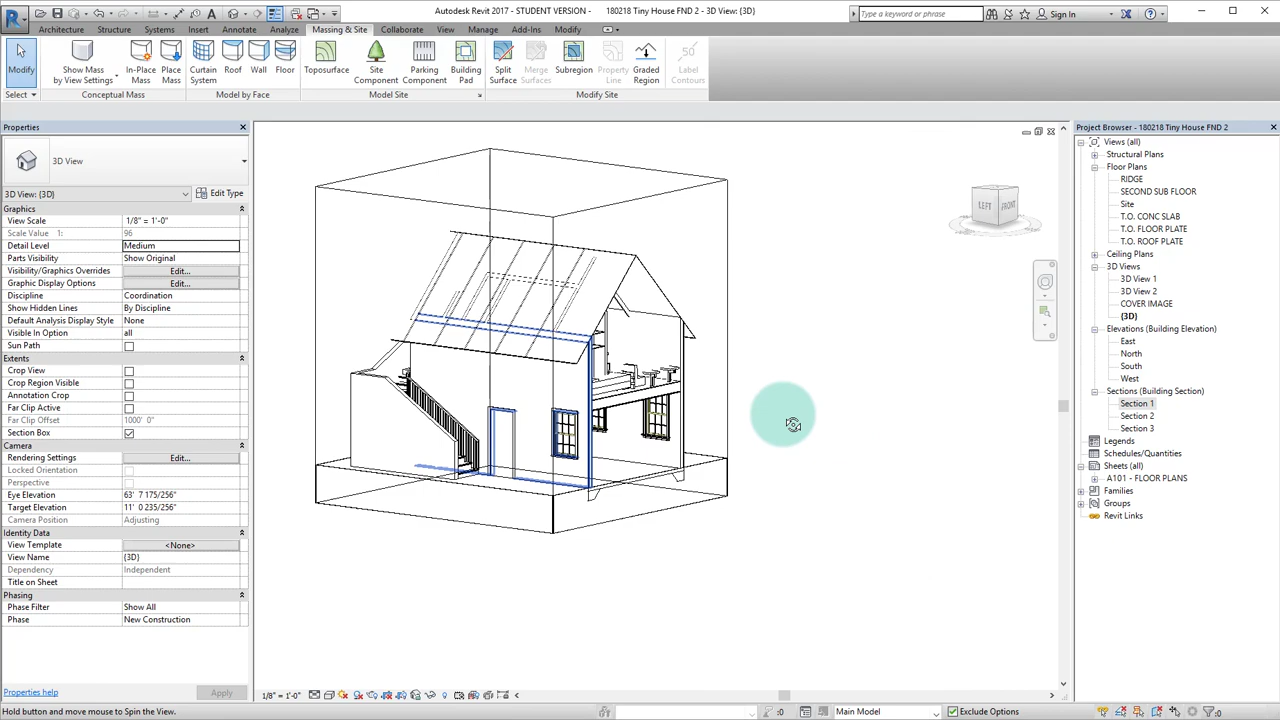 Autodesk Revit 2017 - STUDENT VERSION - 180218 Tiny House FND 2 - 3D View: {3D}
Type a keyword or phrase
Sign In
Architecture Structure Systems Insert Annotate Analyze Massing & Site Collaborate View Manage Add-Ins Modify
Modify
Show Mass by View Settings
In-Place Mass
Place Mass
Curtain System
Roof
Wall
Floor
Toposurface
Site Component
Parking Component
Building Pad
Split Surface
Merge Surfaces
Subregion
Property Line
Graded Region
Label Contours
Select
Conceptual Mass
Model by Face
Model Site
Modify Site
Properties
3D View
3D View: {3D}
Edit Type
Graphics
View Scale 1/8" = 1'-0"
Scale Value 1: 96
Detail Level Medium
Parts Visibility Show Original
Visibility/Graphics Overrides Edit...
Graphic Display Options Edit...
Discipline Coordination
Show Hidden Lines By Discipline
Default Analysis Display Style None
Visible In Option all
Sun Path
Extents
Crop View
Crop Region Visible
Annotation Crop
Far Clip Active
Far Clip Offset 1000' 0"
Section Box
Camera
Rendering Settings Edit...
Locked Orientation
Perspective
Eye Elevation 63' 7 175/256"
Target Elevation 11' 0 235/256"
Camera Position Adjusting
Identity Data
View Template <None>
View Name {3D}
Dependency Independent
Title on Sheet
Phasing
Phase Filter Show All
Phase New Construction
Properties help
Apply
LEFT
FRONT
1/8" = 1'-0"
Project Browser - 180218 Tiny House FND 2
Views (all)
Structural Plans
Floor Plans
RIDGE
SECOND SUB FLOOR
Site
T.O. CONC SLAB
T.O. FLOOR PLATE
T.O. ROOF PLATE
Ceiling Plans
3D Views
3D View 1
3D View 2
COVER IMAGE
{3D}
Elevations (Building Elevation)
East
North
South
West
Sections (Building Section)
Section 1
Section 2
Section 3
Legends
Schedules/Quantities
Sheets (all)
A101 - FLOOR PLANS
Families
Groups
Revit Links
Hold button and move mouse to Spin the View.
:0
Main Model
Exclude Options
:0